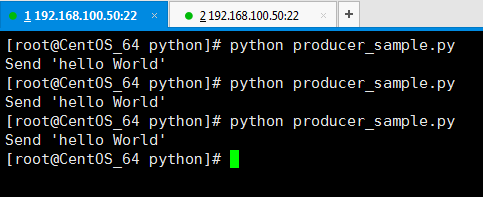 1 192.168.100.50:22 × 2 192.168.100.50:22 × +
[root@CentOS_64 python]# python producer_sample.py
Send 'hello World'
[root@CentOS_64 python]# python producer_sample.py
Send 'hello World'
[root@CentOS_64 python]# python producer_sample.py
Send 'hello World'
[root@CentOS_64 python]#